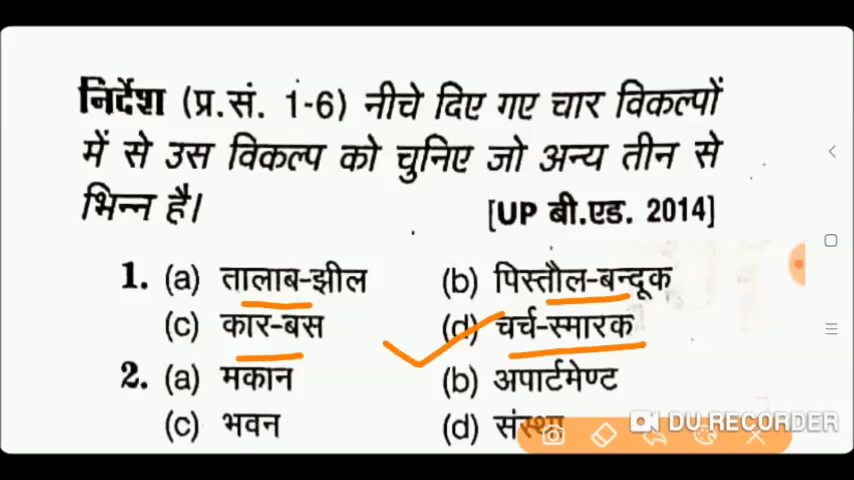 निर्देश (प्र.सं. 1-6) नीचे दिए गए चार विकल्पों
में से उस विकल्प को चुनिए जो अन्य तीन से
भिन्न है। [UP बी.एड. 2014]
1. (a) तालाब-झील (b) पिस्तौल-बन्दूक
(c) कार-बस (d) चर्च-स्मारक
2. (a) मकान (b) अपार्टमेण्ट
(c) भवन (d) संस्था
DU RECORDER